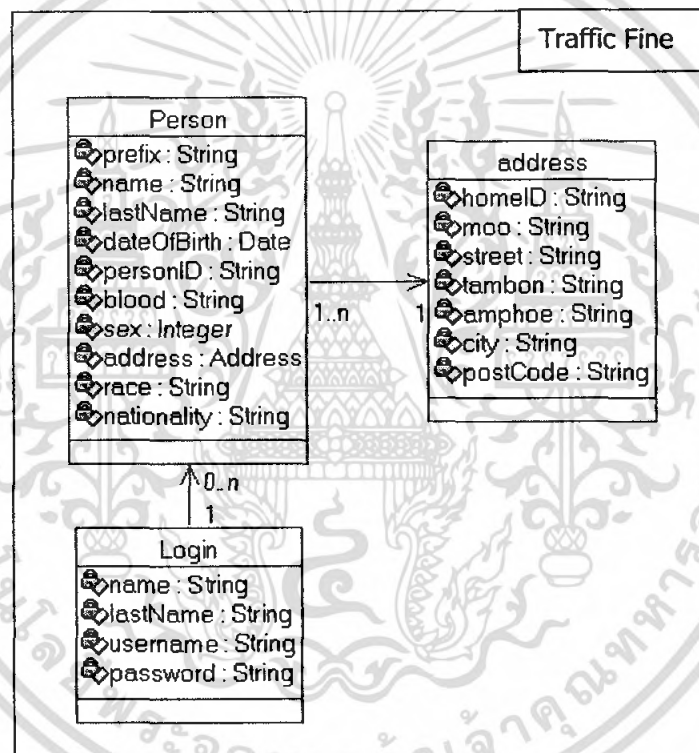 Traffic Fine
Person
prefix : String
name : String
lastName : String
dateOfBirth : Date
personID : String
blood : String
sex : Integer
address : Address
race : String
nationality : String
address
homeID : String
moo : String
street : String
tambon : String
amphoe : String
city : String
postCode : String
1..n
1
0..n
1
Login
name : String
lastName : String
username : String
password : String